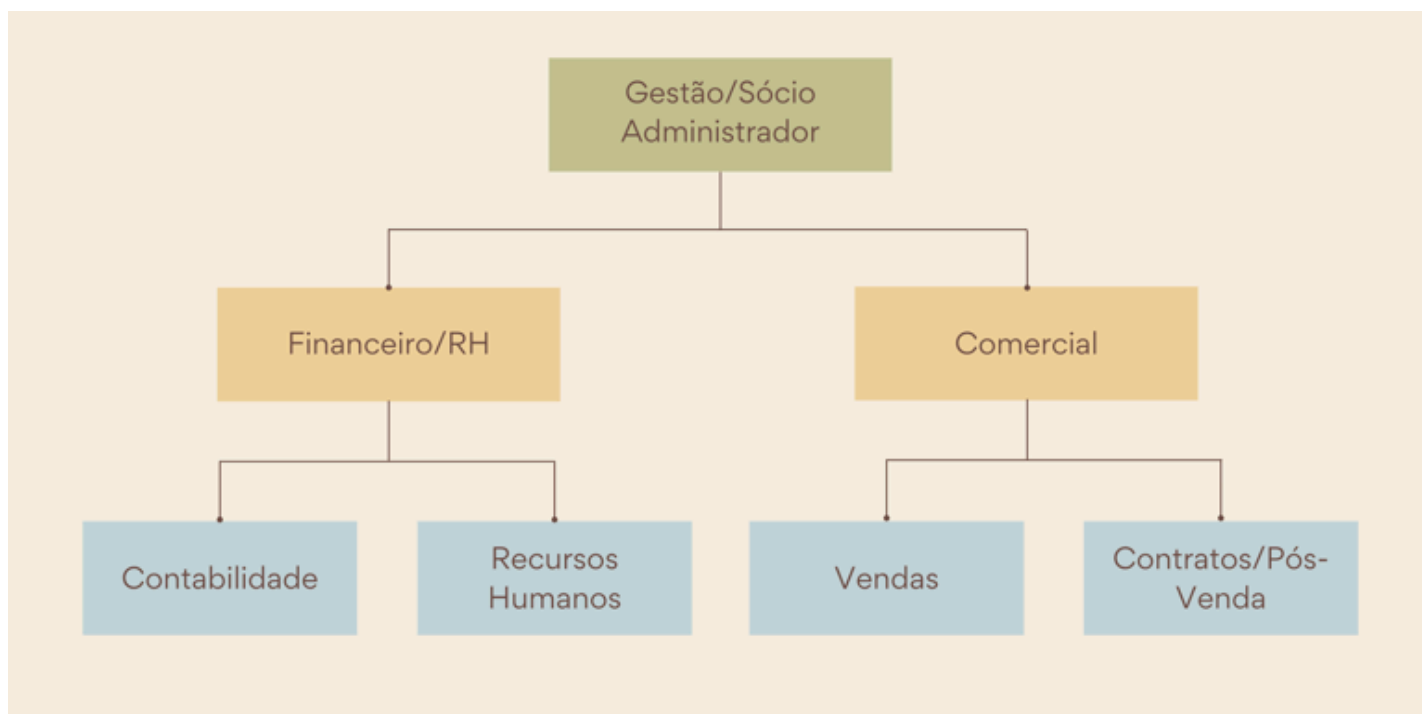 Gestão/Sócio
Administrador
Financeiro/RH
Comercial
Contabilidade
Recursos
Humanos
Vendas
Contratos/Pós-
Venda